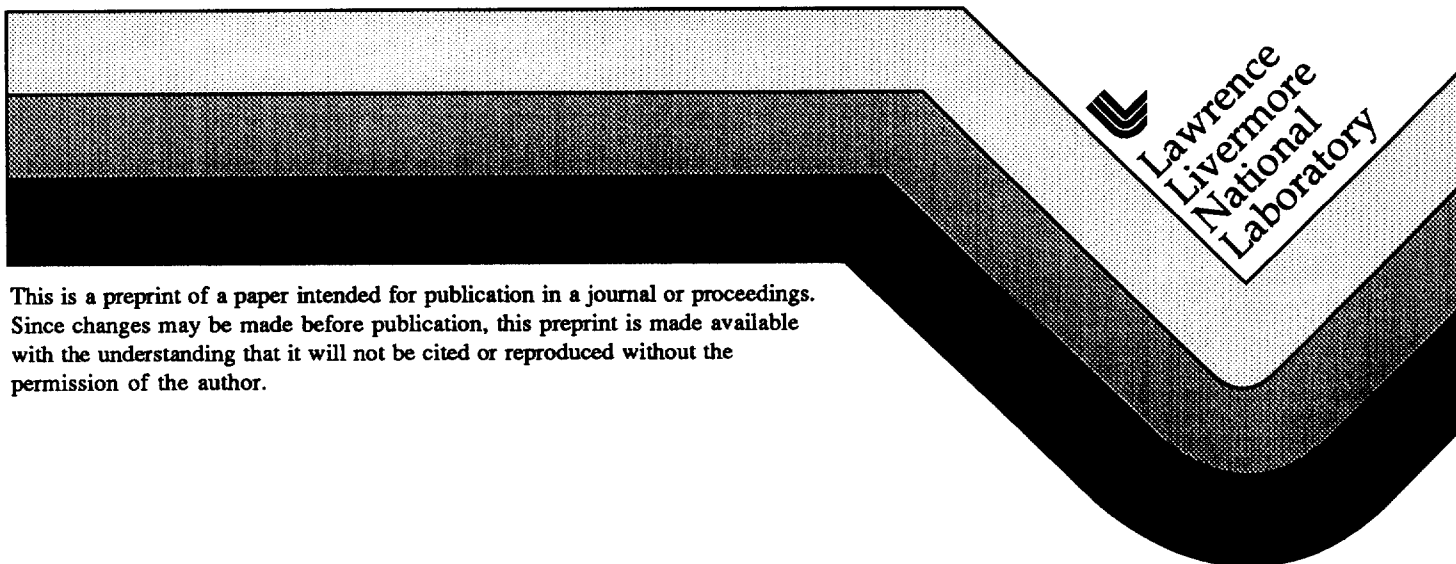 Lawrence
Livermore
National
Laboratory
This is a preprint of a paper intended for publication in a journal or proceedings.
Since changes may be made before publication, this preprint is made available
with the understanding that it will not be cited or reproduced without the
permission of the author.